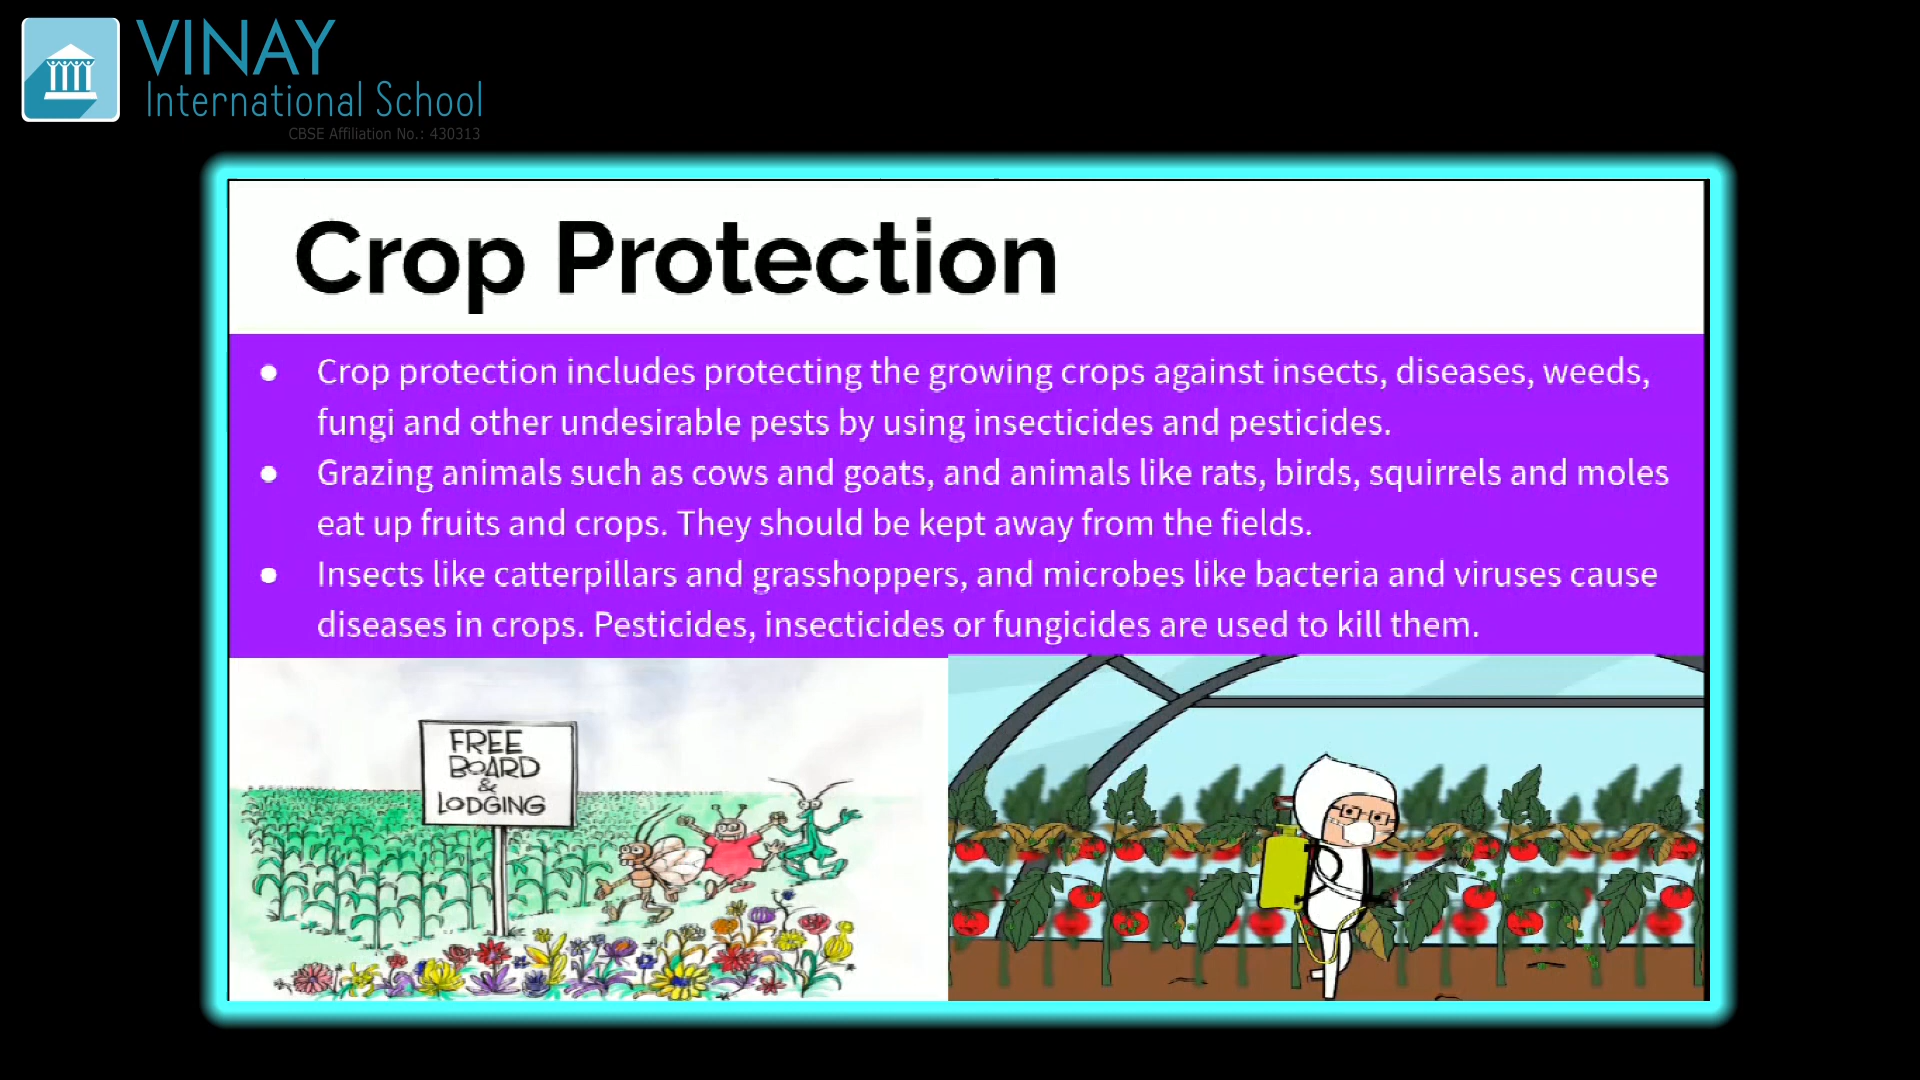 VINAY
International School
CBSE Affiliation No.: 430313
Crop Protection
● Crop protection includes protecting the growing crops against insects, diseases, weeds,
fungi and other undesirable pests by using insecticides and pesticides.
● Grazing animals such as cows and goats, and animals like rats, birds, squirrels and moles
eat up fruits and crops. They should be kept away from the fields.
● Insects like catterpillars and grasshoppers, and microbes like bacteria and viruses cause
diseases in crops. Pesticides, insecticides or fungicides are used to kill them.
FREE
BOARD
&
LODGING